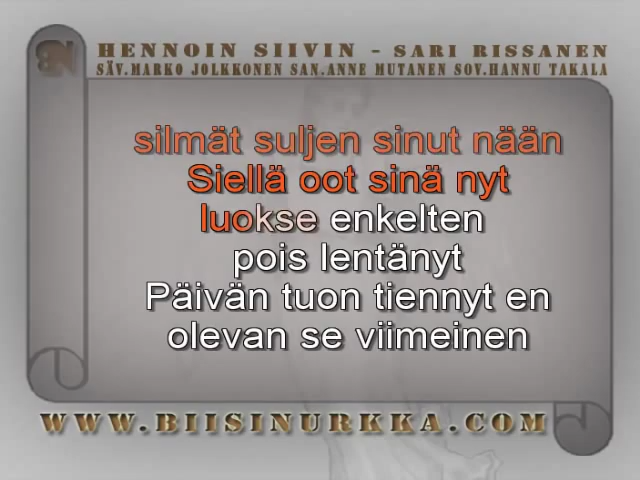 HENNOIN SIIVIN - SARI RISSANEN
SÄV.MARKO JOLKKONEN SAN.ANNE MUTANEN SOV.HANNU TAKALA
silmät suljen sinut nään
Siellä oot sinä nyt
luokse enkelten
pois lentänyt
Päivän tuon tiennyt en
olevan se viimeinen
WWW.BIISINURKKA.COM